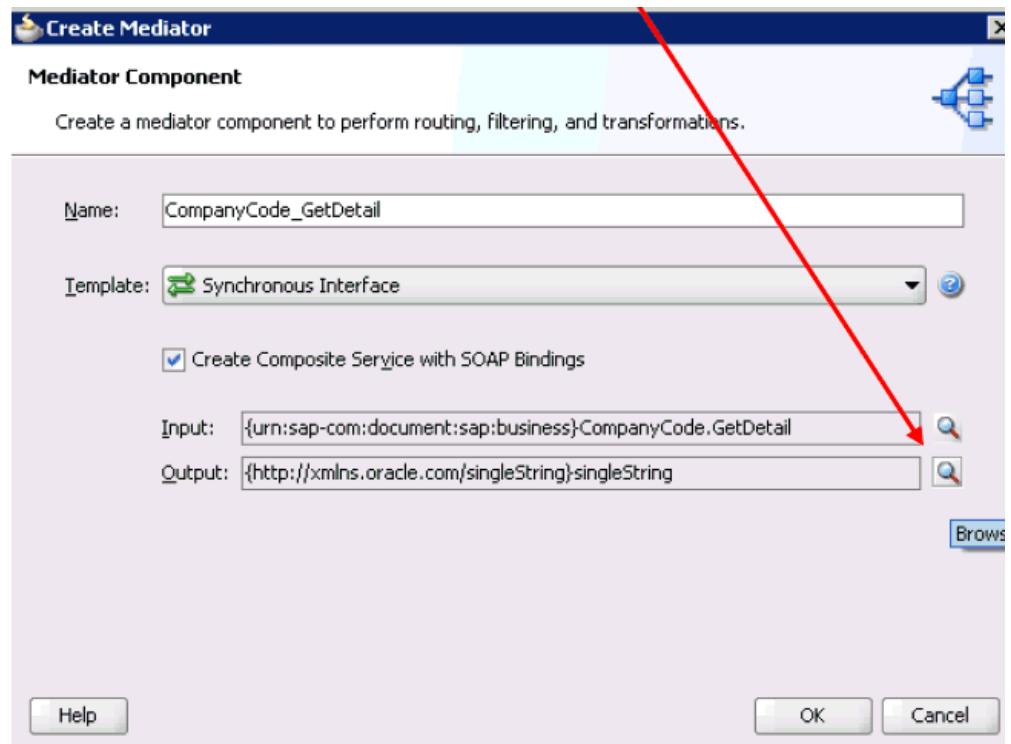 Create Mediator
Mediator Component
Create a mediator component to perform routing, filtering, and transformations.
Name: CompanyCode_GetDetail
Template: Synchronous Interface
Create Composite Service with SOAP Bindings
Input: {urn:sap-com:document:sap:business}CompanyCode.GetDetail
Output: {http://xmlns.oracle.com/singleString}singleString
Brows
Help OK Cancel